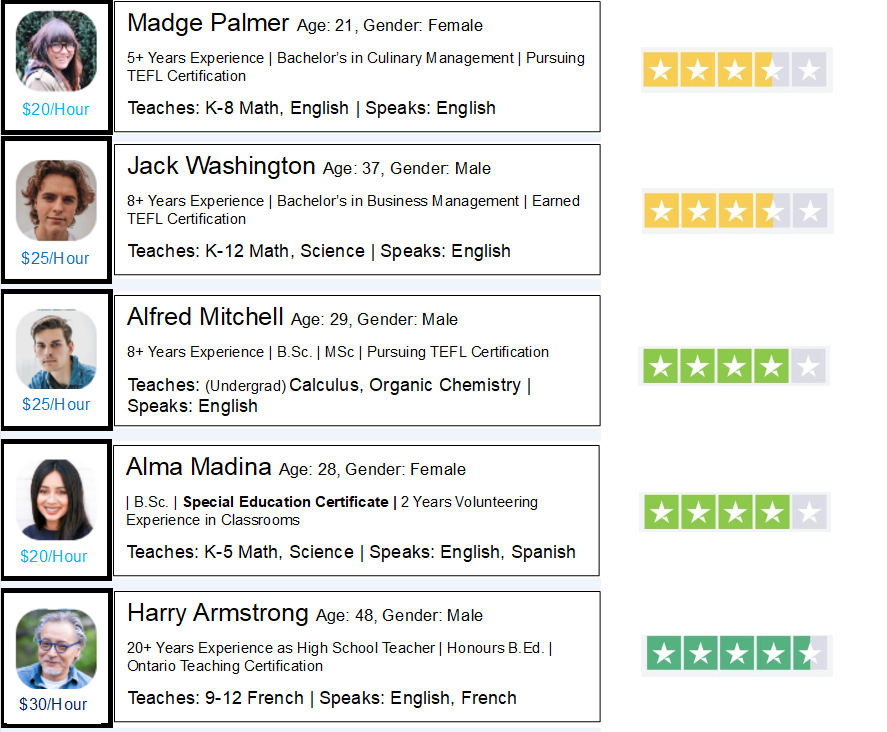 Madge Palmer Age: 21, Gender: Female
5+ Years Experience | Bachelor’s in Culinary Management | Pursuing
TEFL Certification
$20/Hour
Teaches: K-8 Math, English | Speaks: English
Jack Washington Age: 37, Gender: Male
8+ Years Experience | Bachelor’s in Business Management | Earned
TEFL Certification
$25/Hour
Teaches: K-12 Math, Science | Speaks: English
Alfred Mitchell Age: 29, Gender: Male
8+ Years Experience | B.Sc. | MSc | Pursuing TEFL Certification
Teaches: (Undergrad) Calculus, Organic Chemistry |
Speaks: English
$25/Hour
Alma Madina Age: 28, Gender: Female
| B.Sc. | Special Education Certificate | 2 Years Volunteering
Experience in Classrooms
Teaches: K-5 Math, Science | Speaks: English, Spanish
$20/Hour
Harry Armstrong Age: 48, Gender: Male
20+ Years Experience as High School Teacher | Honours B.Ed. |
Ontario Teaching Certification
Teaches: 9-12 French | Speaks: English, French
$30/Hour